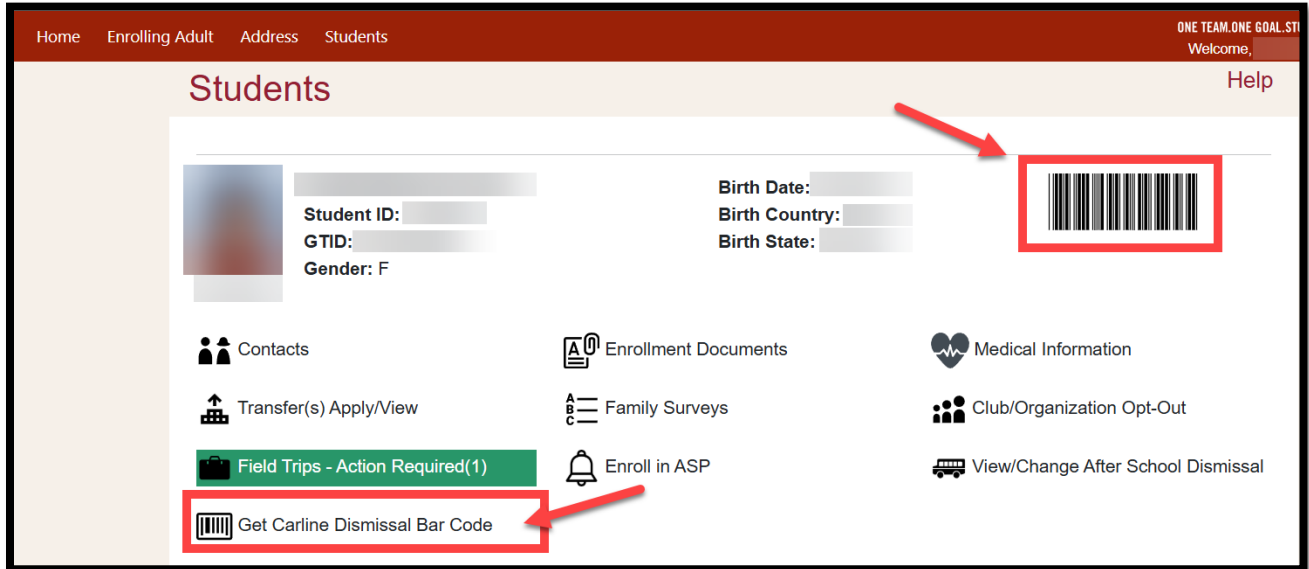 Home Enrolling Adult Address Students
ONE TEAM.ONE GOAL.
Welcome,
Students
Help
Student ID:
GTID:
Gender: F
Birth Date:
Birth Country:
Birth State:
Contacts
Enrollment Documents
Medical Information
Transfer(s) Apply/View
A
B
C
Family Surveys
Club/Organization Opt-Out
Field Trips - Action Required(1)
Enroll in ASP
View/Change After School Dismissal
Get Carline Dismissal Bar Code